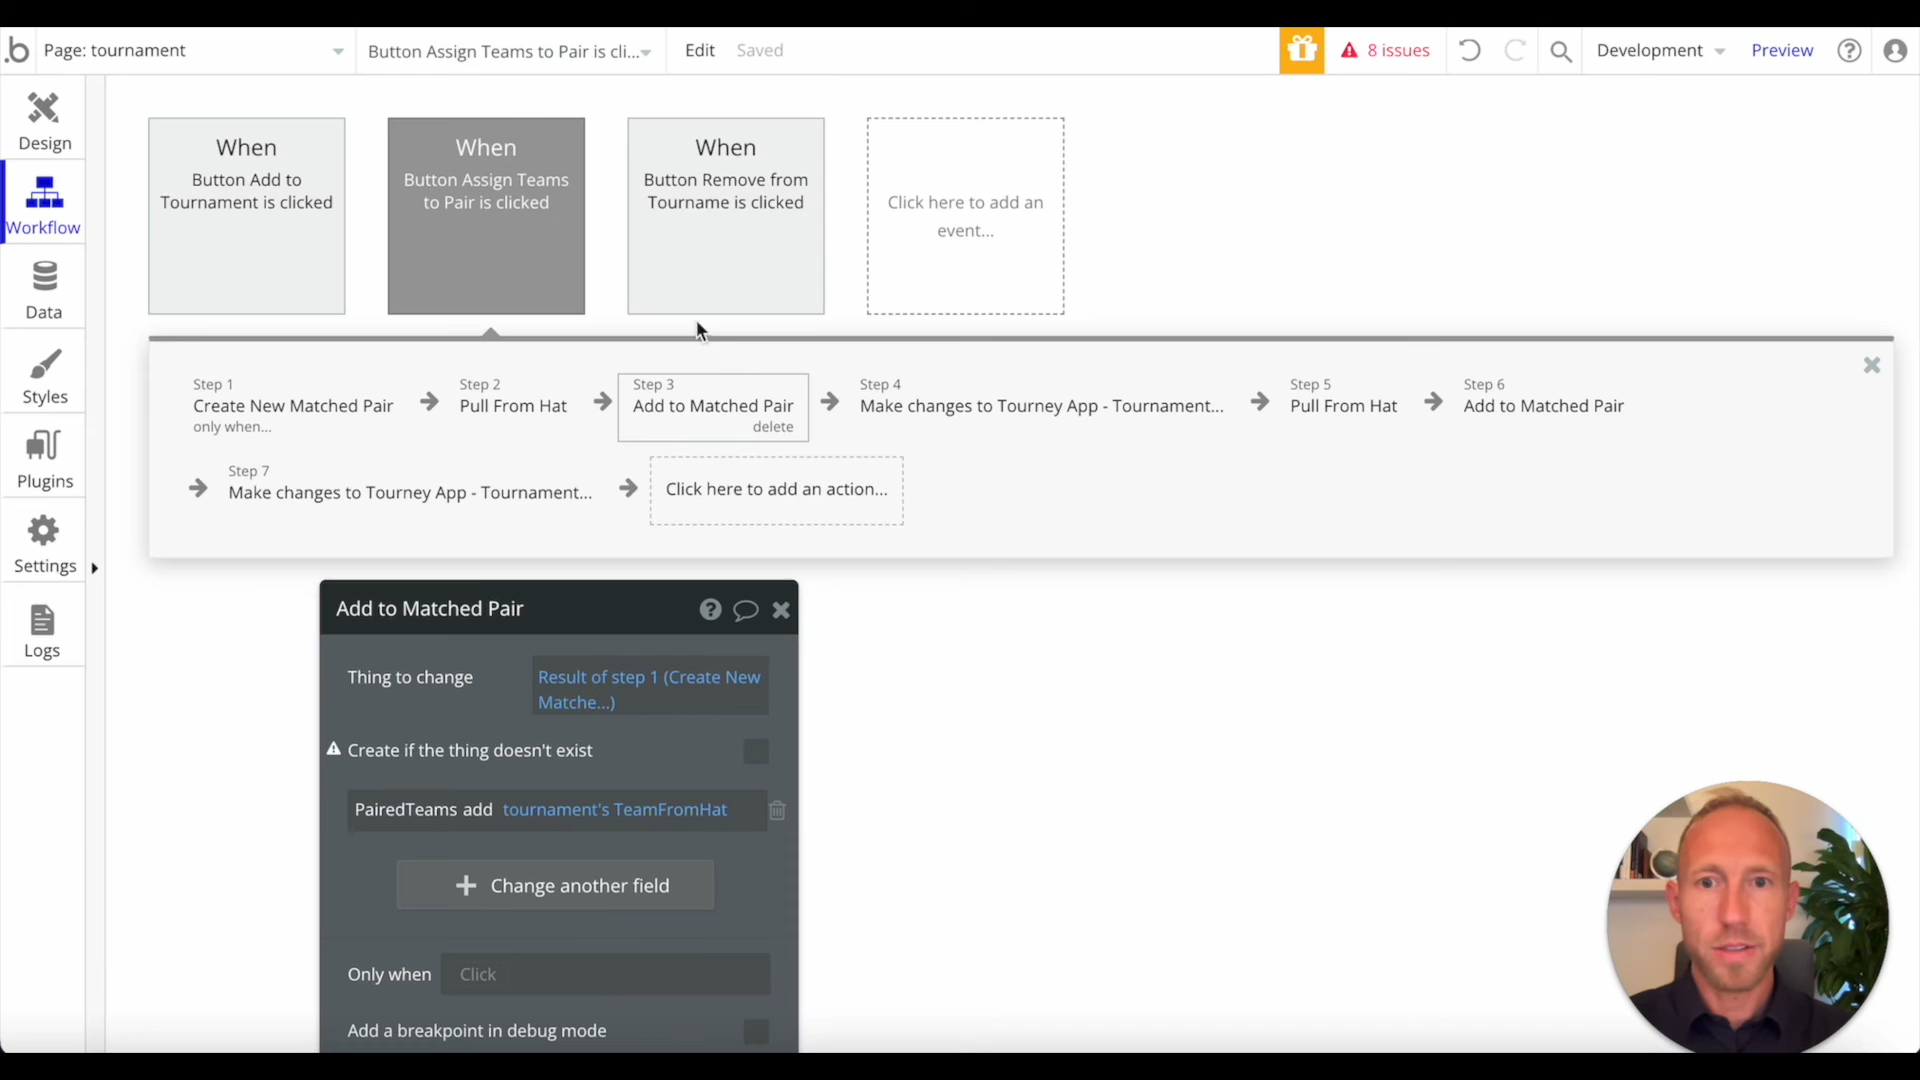 .b
Page: tournament
Button Assign Teams to Pair is cli...
Edit
Saved
8 issues
Development
Preview
Design
Workflow
Data
Styles
Plugins
Settings
Logs
When
Button Add to
Tournament is clicked
When
Button Assign Teams
to Pair is clicked
When
Button Remove from
Tourname is clicked
Click here to add an
event...
Step 1
Create New Matched Pair
only when...
Step 2
Pull From Hat
Step 3
Add to Matched Pair
delete
Step 4
Make changes to Tourney App - Tournament...
Step 5
Pull From Hat
Step 6
Add to Matched Pair
Step 7
Make changes to Tourney App - Tournament...
Click here to add an action...
Add to Matched Pair
Thing to change
Result of step 1 (Create New
Matche...)
Create if the thing doesn't exist
PairedTeams add tournament's TeamFromHat
Change another field
Only when
Click
Add a breakpoint in debug mode